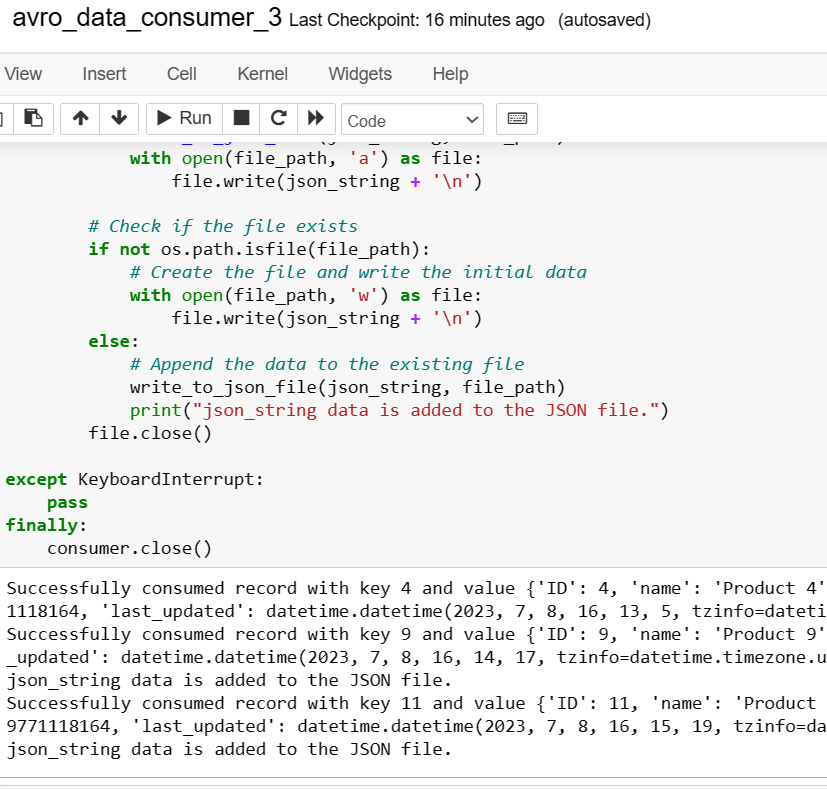 avro_data_consumer_3 Last Checkpoint: 16 minutes ago (autosaved)
View Insert Cell Kernel Widgets Help
Run Code
with open(file_path, 'a') as file:
file.write(json_string + '\n')
# Check if the file exists
if not os.path.isfile(file_path):
# Create the file and write the initial data
with open(file_path, 'w') as file:
file.write(json_string + '\n')
else:
# Append the data to the existing file
write_to_json_file(json_string, file_path)
print("json_string data is added to the JSON file.")
file.close()
except KeyboardInterrupt:
pass
finally:
consumer.close()
Successfully consumed record with key 4 and value {'ID': 4, 'name': 'Product 4'
1118164, 'last_updated': datetime.datetime(2023, 7, 8, 16, 13, 5, tzinfo=dateti
Successfully consumed record with key 9 and value {'ID': 9, 'name': 'Product 9'
_updated': datetime.datetime(2023, 7, 8, 16, 14, 17, tzinfo=datetime.timezone.u
json_string data is added to the JSON file.
Successfully consumed record with key 11 and value {'ID': 11, 'name': 'Product
9771118164, 'last_updated': datetime.datetime(2023, 7, 8, 16, 15, 19, tzinfo=da
json_string data is added to the JSON file.